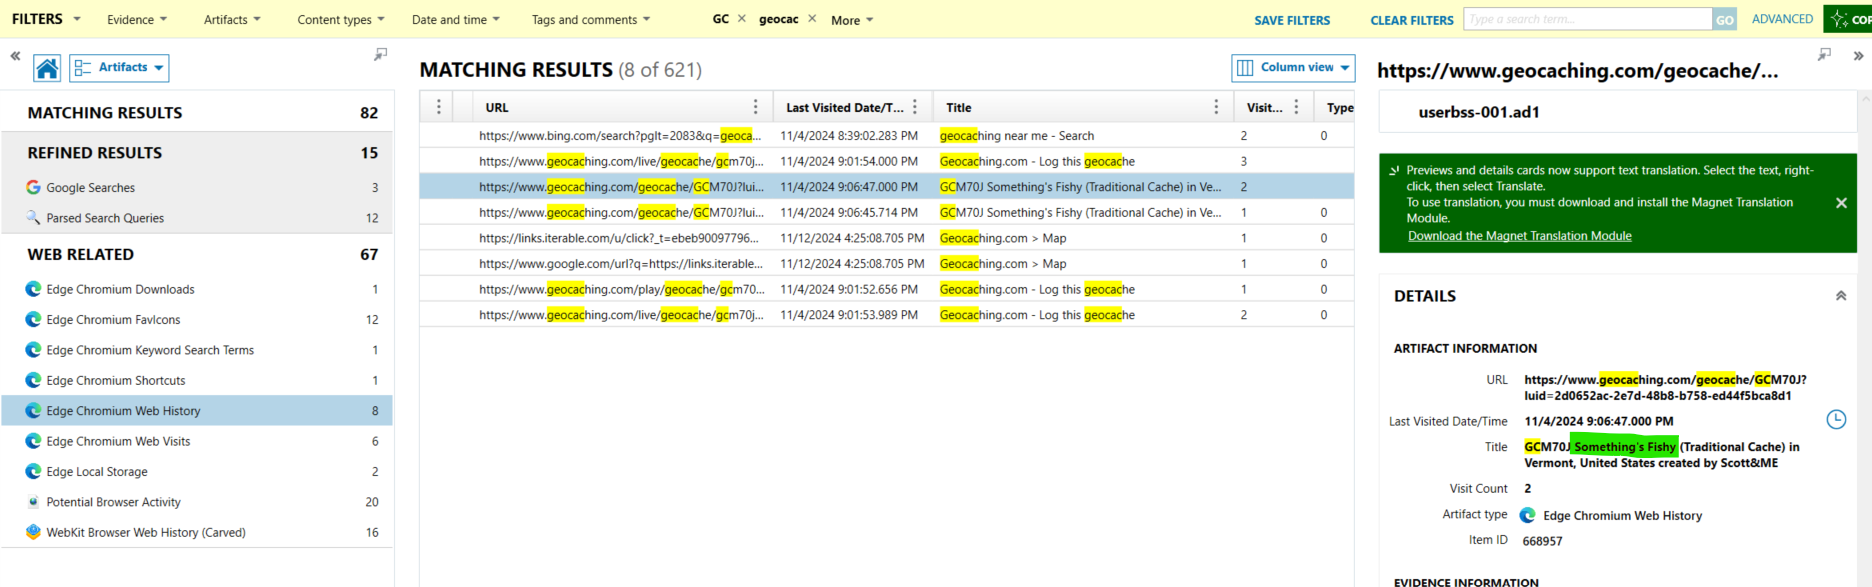 FILTERS Evidence Artifacts Content types Date and time Tags and comments GC × geocac × More SAVE FILTERS CLEAR FILTERS Type a search term... GO ADVANCED
Artifacts
MATCHING RESULTS 82
REFINED RESULTS 15
Google Searches 3
Parsed Search Queries 12
WEB RELATED 67
Edge Chromium Downloads 1
Edge Chromium FavIcons 12
Edge Chromium Keyword Search Terms 1
Edge Chromium Shortcuts 1
Edge Chromium Web History 8
Edge Chromium Web Visits 6
Edge Local Storage 2
Potential Browser Activity 20
WebKit Browser Web History (Carved) 16
MATCHING RESULTS (8 of 621)
Column view
URL Last Visited Date/T... Title Visit... Type
https://www.bing.com/search?pglt=2083&q=geoca... 11/4/2024 8:39:02.283 PM geocaching near me - Search 2 0
https://www.geocaching.com/live/geocache/gcm70j... 11/4/2024 9:01:54.000 PM Geocaching.com - Log this geocache 3
https://www.geocaching.com/geocache/GCM70J?lui... 11/4/2024 9:06:47.000 PM GCM70J Something's Fishy (Traditional Cache) in Ve... 2
https://www.geocaching.com/geocache/GCM70J?lui... 11/4/2024 9:06:45.714 PM GCM70J Something's Fishy (Traditional Cache) in Ve... 1 0
https://links.iterable.com/u/click?_t=ebeb90097796... 11/12/2024 4:25:08.705 PM Geocaching.com > Map 1 0
https://www.google.com/url?q=https://links.iterable... 11/12/2024 4:25:08.705 PM Geocaching.com > Map 1 0
https://www.geocaching.com/play/geocache/gcm70... 11/4/2024 9:01:52.656 PM Geocaching.com - Log this geocache 1 0
https://www.geocaching.com/live/geocache/gcm70j... 11/4/2024 9:01:53.989 PM Geocaching.com - Log this geocache 2 0
https://www.geocaching.com/geocache/...
userbss-001.ad1
Previews and details cards now support text translation. Select the text, right-
click, then select Translate.
To use translation, you must download and install the Magnet Translation
Module.
Download the Magnet Translation Module
DETAILS
ARTIFACT INFORMATION
URL https://www.geocaching.com/geocache/GCM70J?
luid=2d0652ac-2e7d-48b8-b758-ed44f5bca8d1
Last Visited Date/Time 11/4/2024 9:06:47.000 PM
Title GCM70J Something's Fishy (Traditional Cache) in
Vermont, United States created by Scott&ME
Visit Count 2
Artifact type Edge Chromium Web History
Item ID 668957
EVIDENCE INFORMATION